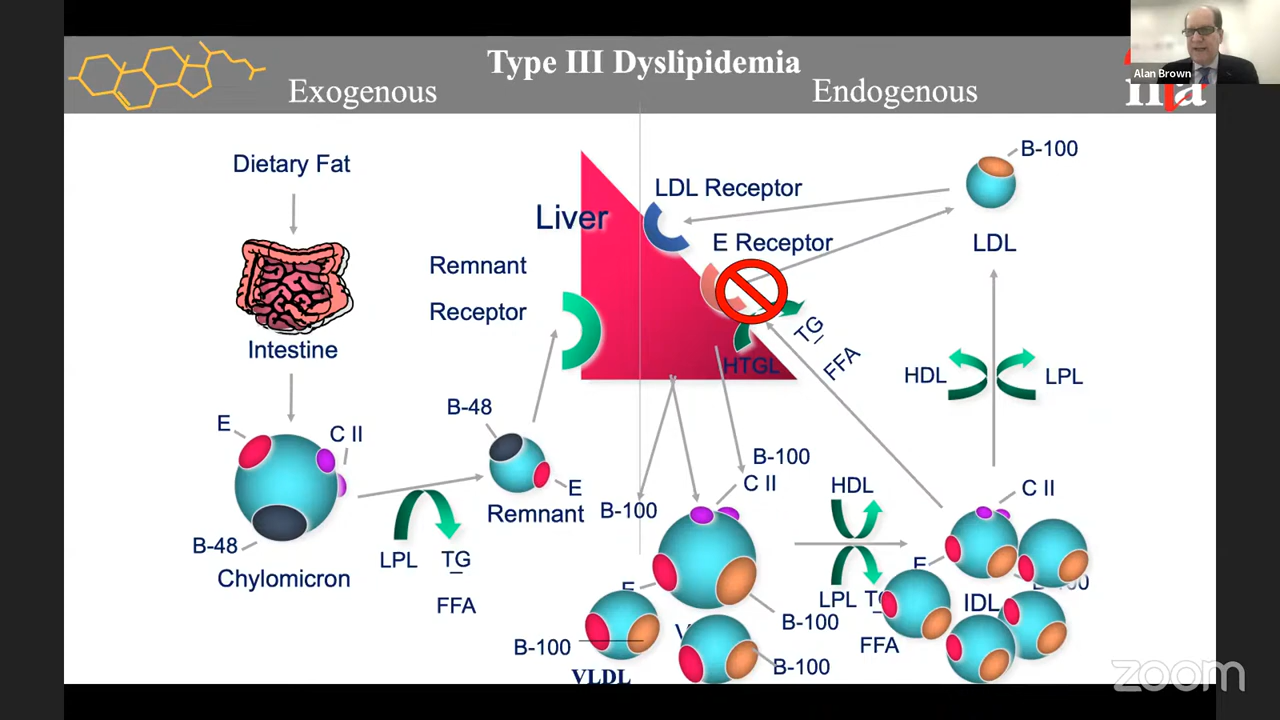 Type III Dyslipidemia
Exogenous
Endogenous
Alan Brown
Dietary Fat
Intestine
E
C II
B-48
Chylomicron
LPL
TG
FFA
B-48
E
Remnant
Remnant
Receptor
Liver
LDL Receptor
E Receptor
HTGL
TG
FFA
B-100
LDL
HDL
LPL
B-100
B-100
C II
E
B-100
B-100
VLDL
B-100
HDL
LPL
FFA
C II
E
IDL
zoom